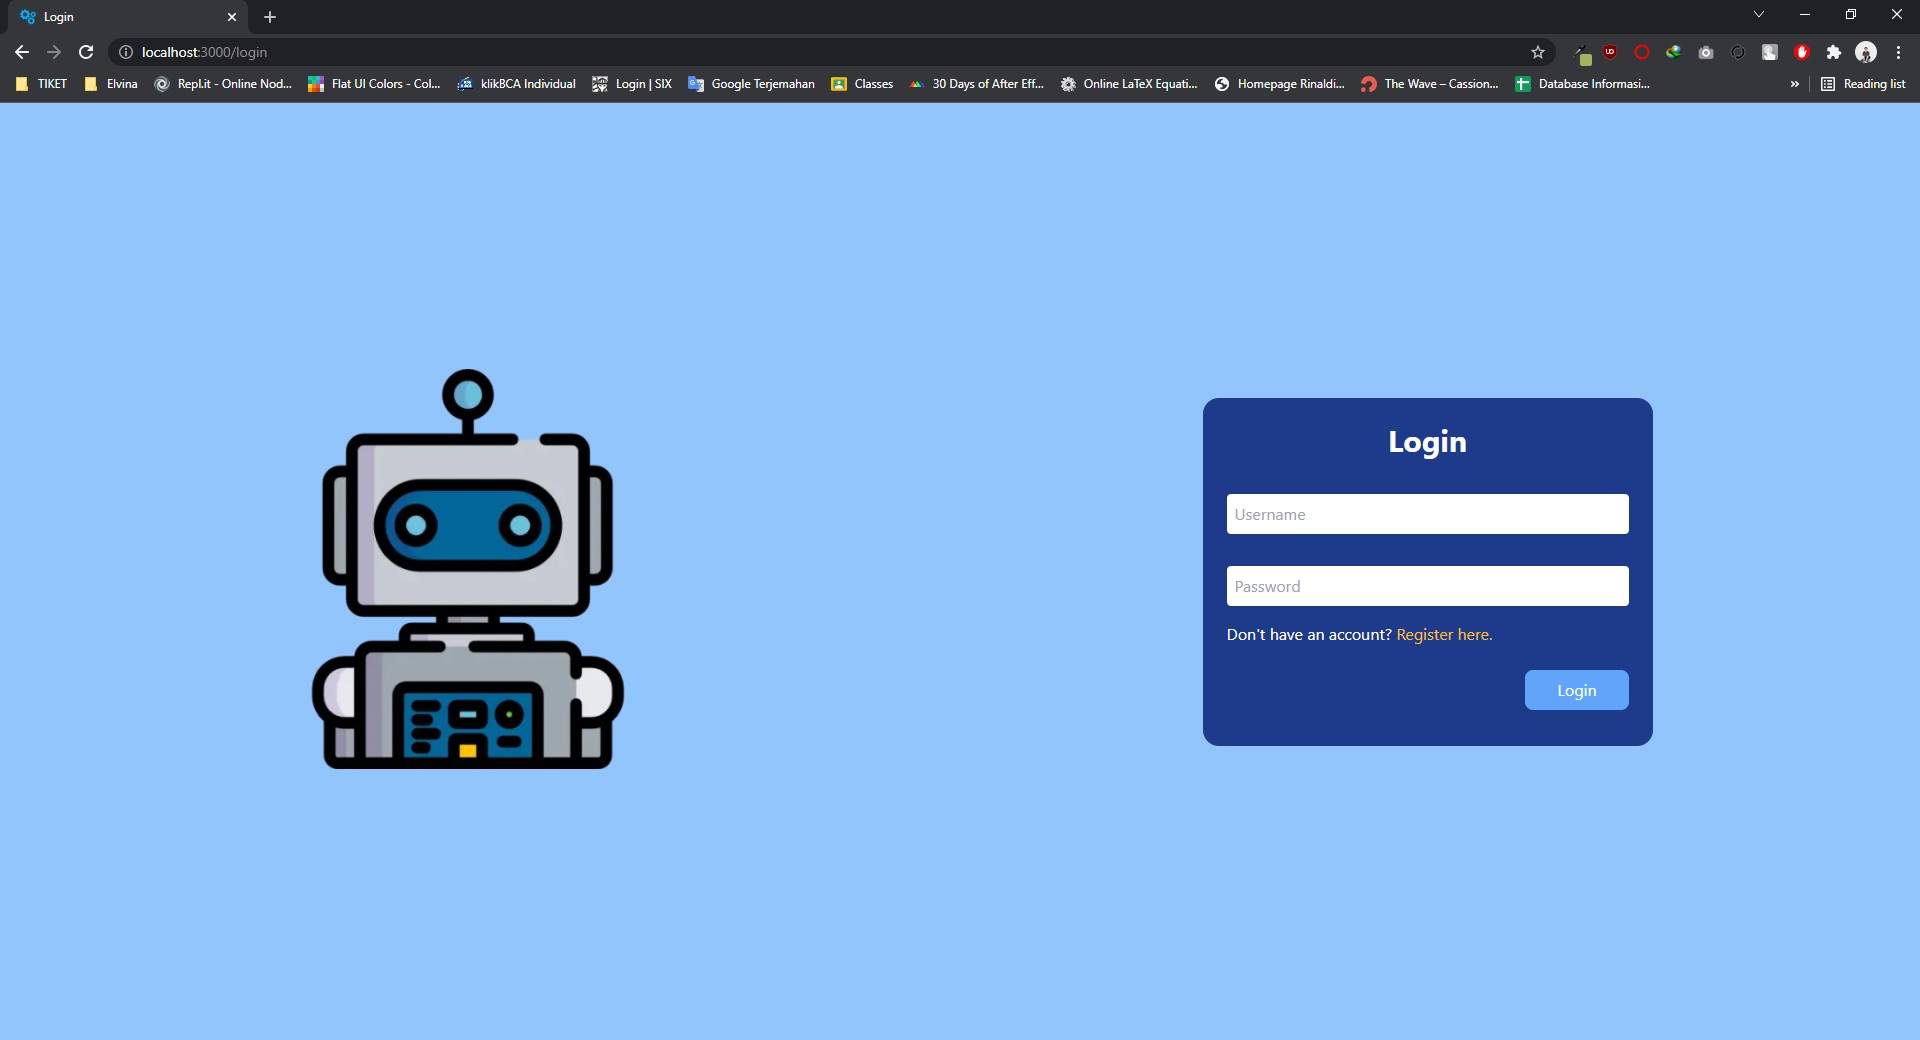 Login
localhost:3000/login
TIKET
Elvina
Repl.it - Online Nod...
Flat UI Colors - Col...
klikBCA Individual
Login | SIX
Google Terjemahan
Classes
30 Days of After Eff...
Online LaTeX Equati...
Homepage Rinaldi...
The Wave – Cassion...
Database Informasi...
»
Reading list
Login
Username
Password
Don't have an account? Register here.
Login